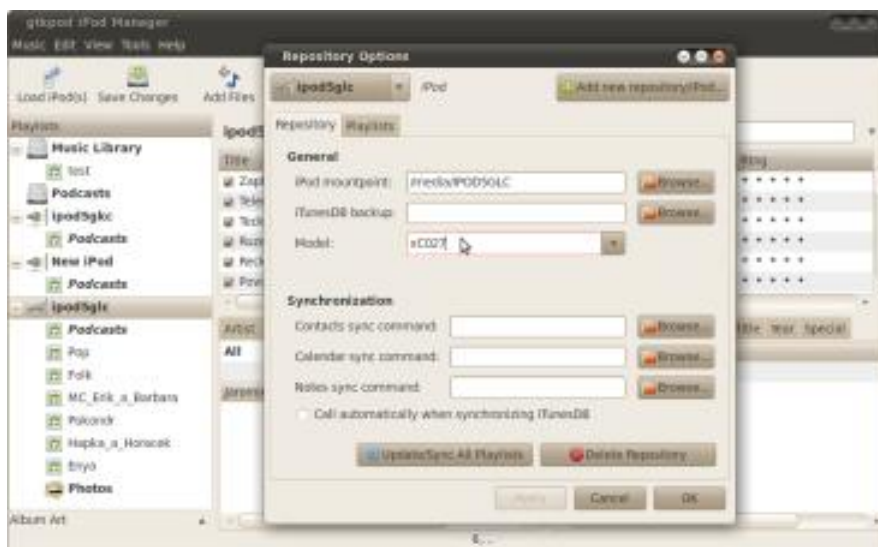 gtkpod iPod Manager
Music Edit View Tools Help
Load iPod(s) Save Changes Add Files
Playlists
Music Library
test
Podcasts
ipod5gkc
Podcasts
New iPod
Podcasts
ipod5glc
Podcasts
Pop
Folk
MC_Erik_a_Barbara
Pokondr
Hapka_a_Horacek
Enya
Photos
Album Art
Title
Artist
All
Year Special
Repository Options
ipod5glc iPod Add new repository/iPod...
Repository Playlists
General
iPod mountpoint: /media/IPOD5GLC Browse...
iTunesDB backup: Browse...
Model: xC027
Synchronization
Contacts sync command: Browse...
Calendar sync command: Browse...
Notes sync command: Browse...
Call automatically when synchronizing iTunesDB
Update/Sync All Playlists Delete Repository
Apply Cancel OK